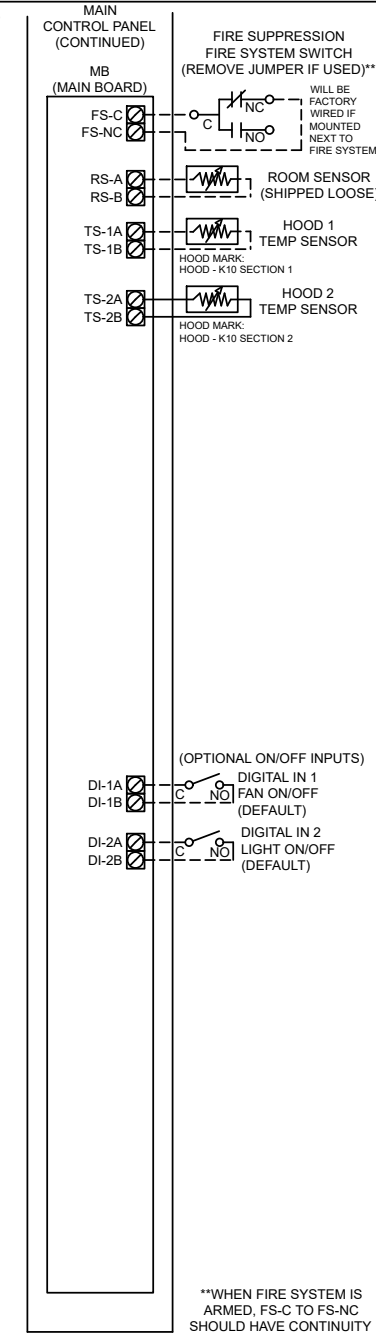 MAIN
CONTROL PANEL
(CONTINUED)
MB
(MAIN BOARD)
FIRE SUPPRESSION
FIRE SYSTEM SWITCH
(REMOVE JUMPER IF USED)**
FS-C
FS-NC
C
NC
NO
WILL BE
FACTORY
WIRED IF
MOUNTED
NEXT TO
FIRE SYSTEM
RS-A
RS-B
ROOM SENSOR
(SHIPPED LOOSE)
TS-1A
TS-1B
HOOD 1
TEMP SENSOR
HOOD MARK:
HOOD - K10 SECTION 1
TS-2A
TS-2B
HOOD 2
TEMP SENSOR
HOOD MARK:
HOOD - K10 SECTION 2
(OPTIONAL ON/OFF INPUTS)
DI-1A
DI-1B
C
NO
DIGITAL IN 1
FAN ON/OFF
(DEFAULT)
DI-2A
DI-2B
C
NO
DIGITAL IN 2
LIGHT ON/OFF
(DEFAULT)
**WHEN FIRE SYSTEM IS
ARMED, FS-C TO FS-NC
SHOULD HAVE CONTINUITY